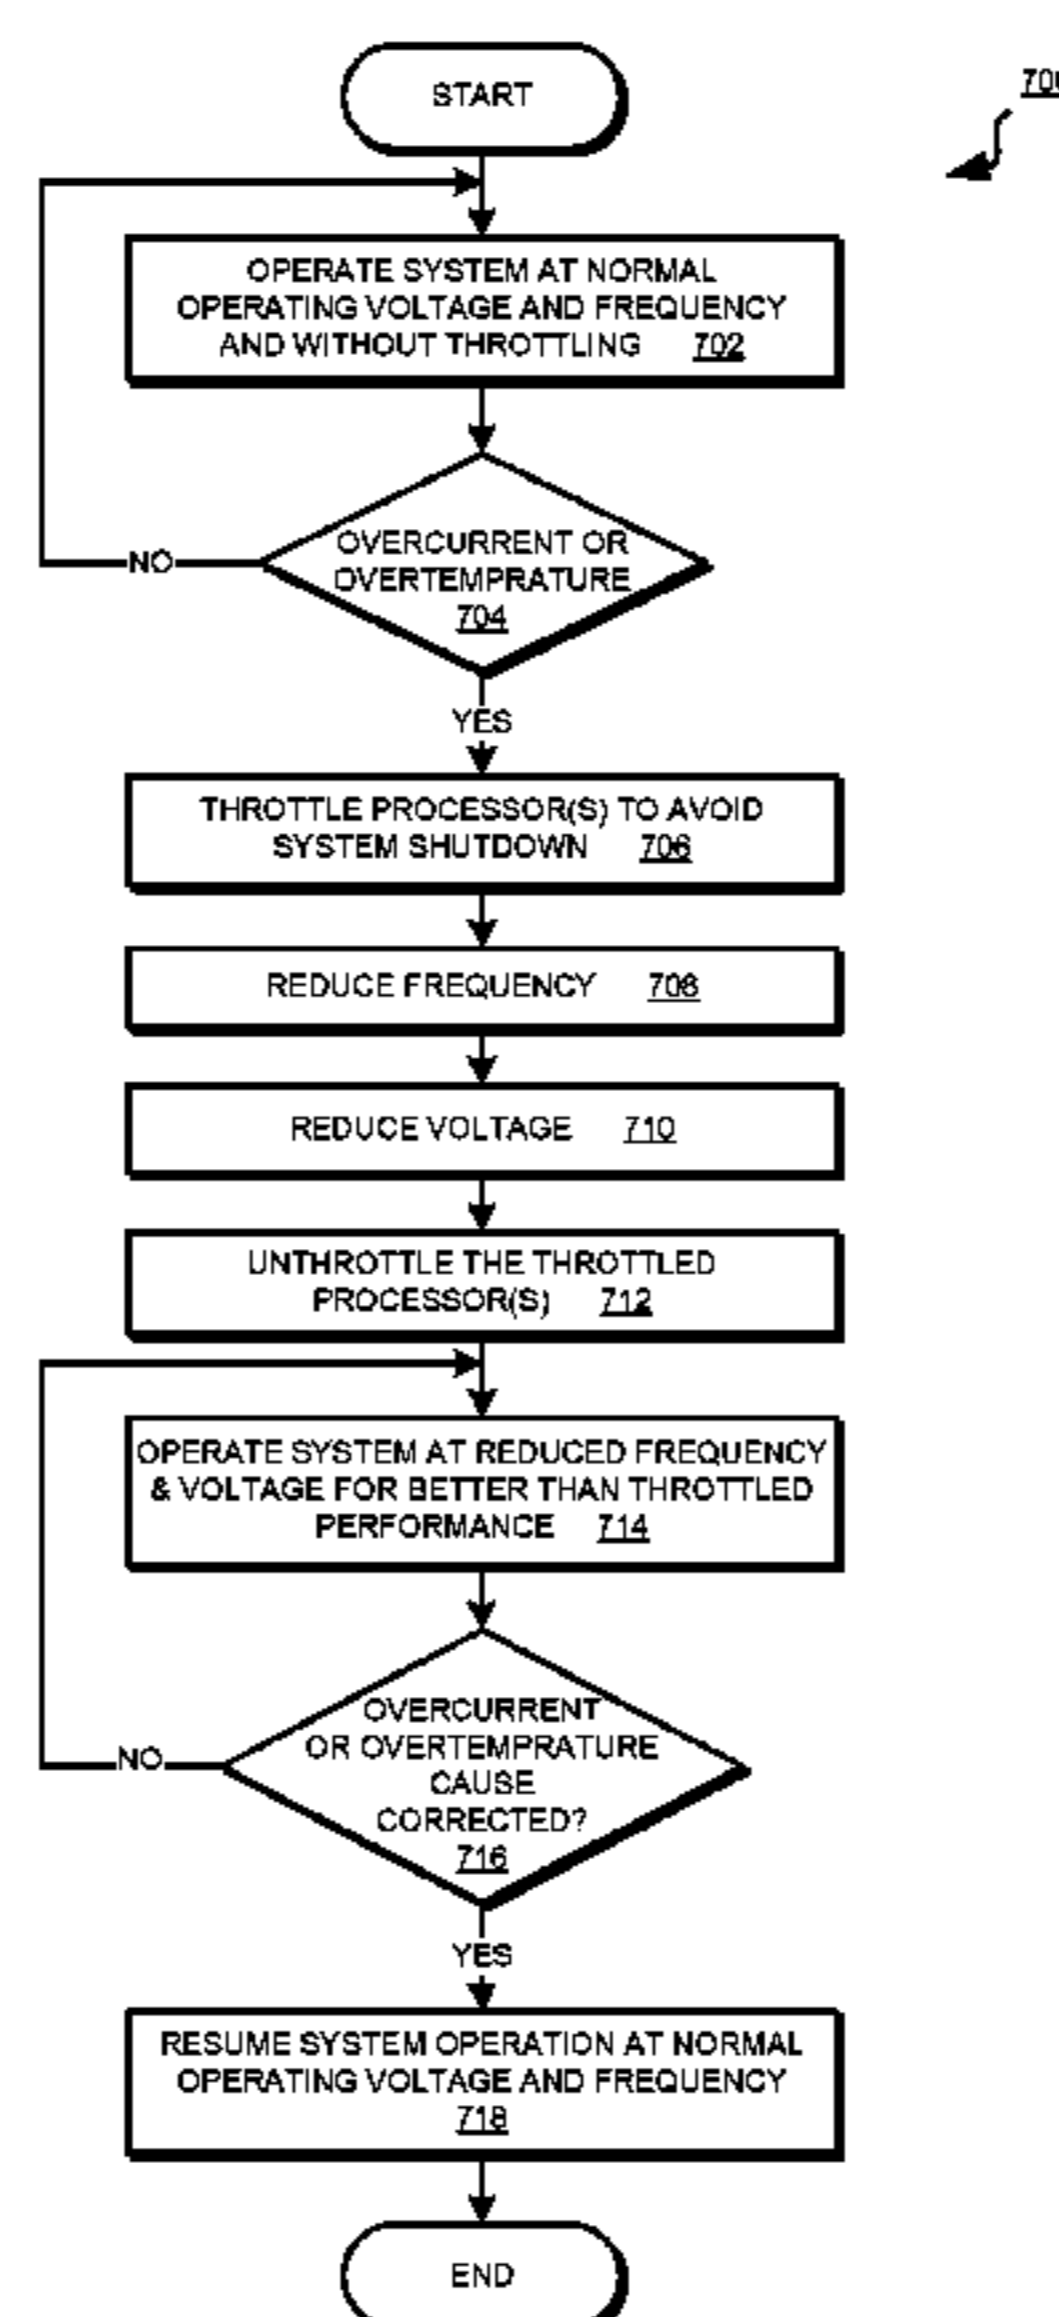 START
700
OPERATE SYSTEM AT NORMAL
OPERATING VOLTAGE AND FREQUENCY
AND WITHOUT THROTTLING 702
OVERCURRENT OR
OVERTEMPRATURE
704
NO
YES
THROTTLE PROCESSOR(S) TO AVOID
SYSTEM SHUTDOWN 706
REDUCE FREQUENCY 708
REDUCE VOLTAGE 710
UNTHROTTLE THE THROTTLED
PROCESSOR(S) 712
OPERATE SYSTEM AT REDUCED FREQUENCY
& VOLTAGE FOR BETTER THAN THROTTLED
PERFORMANCE 714
OVERCURRENT
OR OVERTEMPRATURE
CAUSE
CORRECTED?
716
NO
YES
RESUME SYSTEM OPERATION AT NORMAL
OPERATING VOLTAGE AND FREQUENCY
718
END